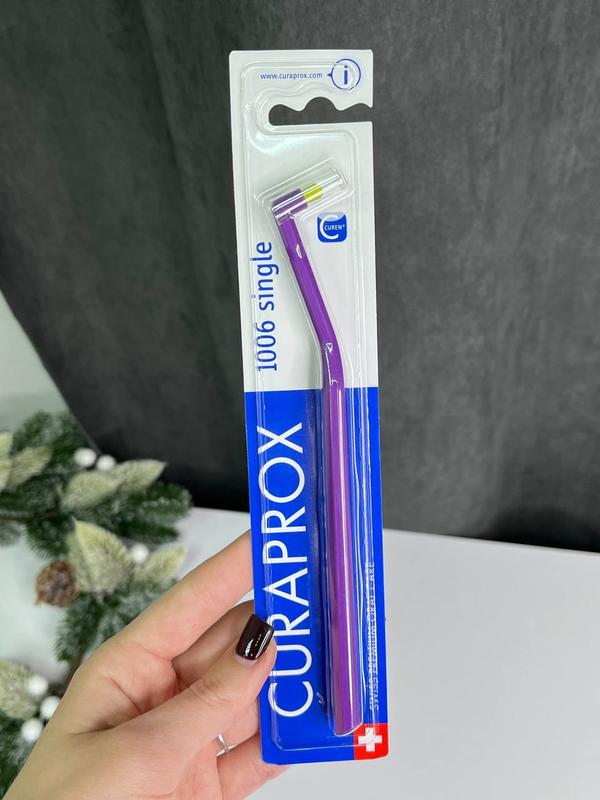 www.curaprox.com
i
CUREN®
1006 single
CURAPROX
SWISS PREMIUM ORAL CARE